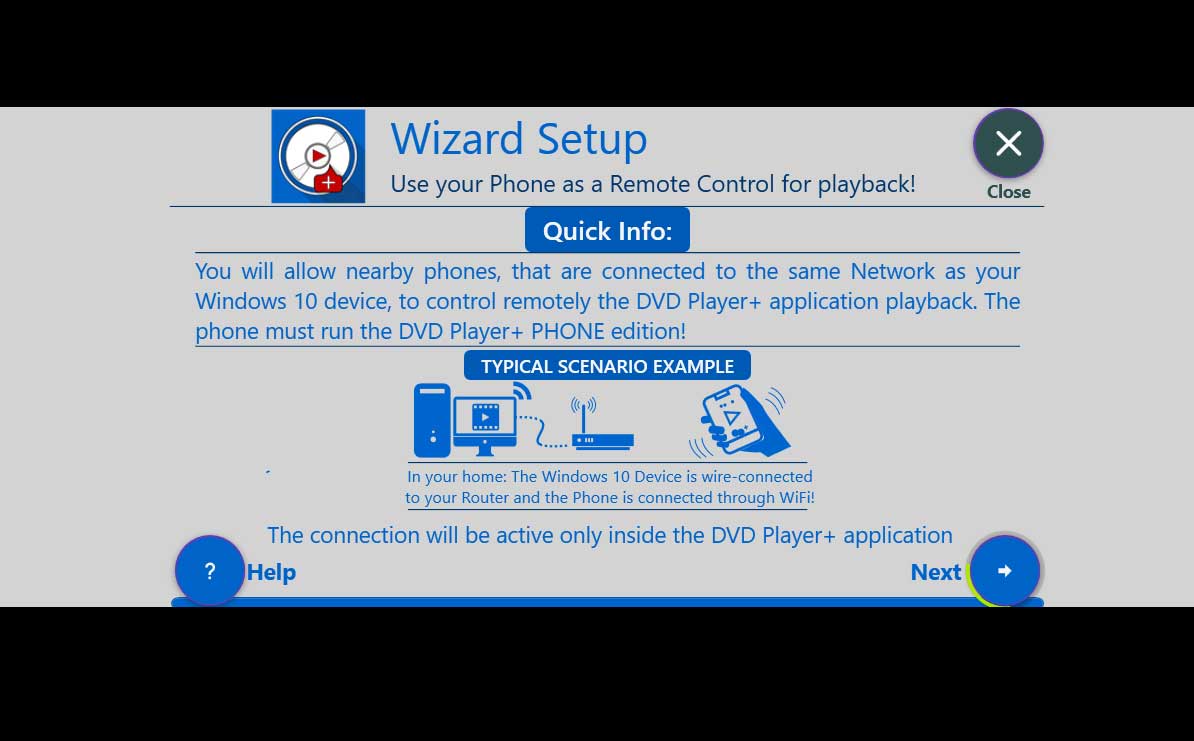 Wizard Setup
Use your Phone as a Remote Control for playback!
Close
Quick Info:
You will allow nearby phones, that are connected to the same Network as your
Windows 10 device, to control remotely the DVD Player+ application playback. The
phone must run the DVD Player+ PHONE edition!
TYPICAL SCENARIO EXAMPLE
In your home: The Windows 10 Device is wire-connected
to your Router and the Phone is connected through WiFi!
The connection will be active only inside the DVD Player+ application
? Help
Next